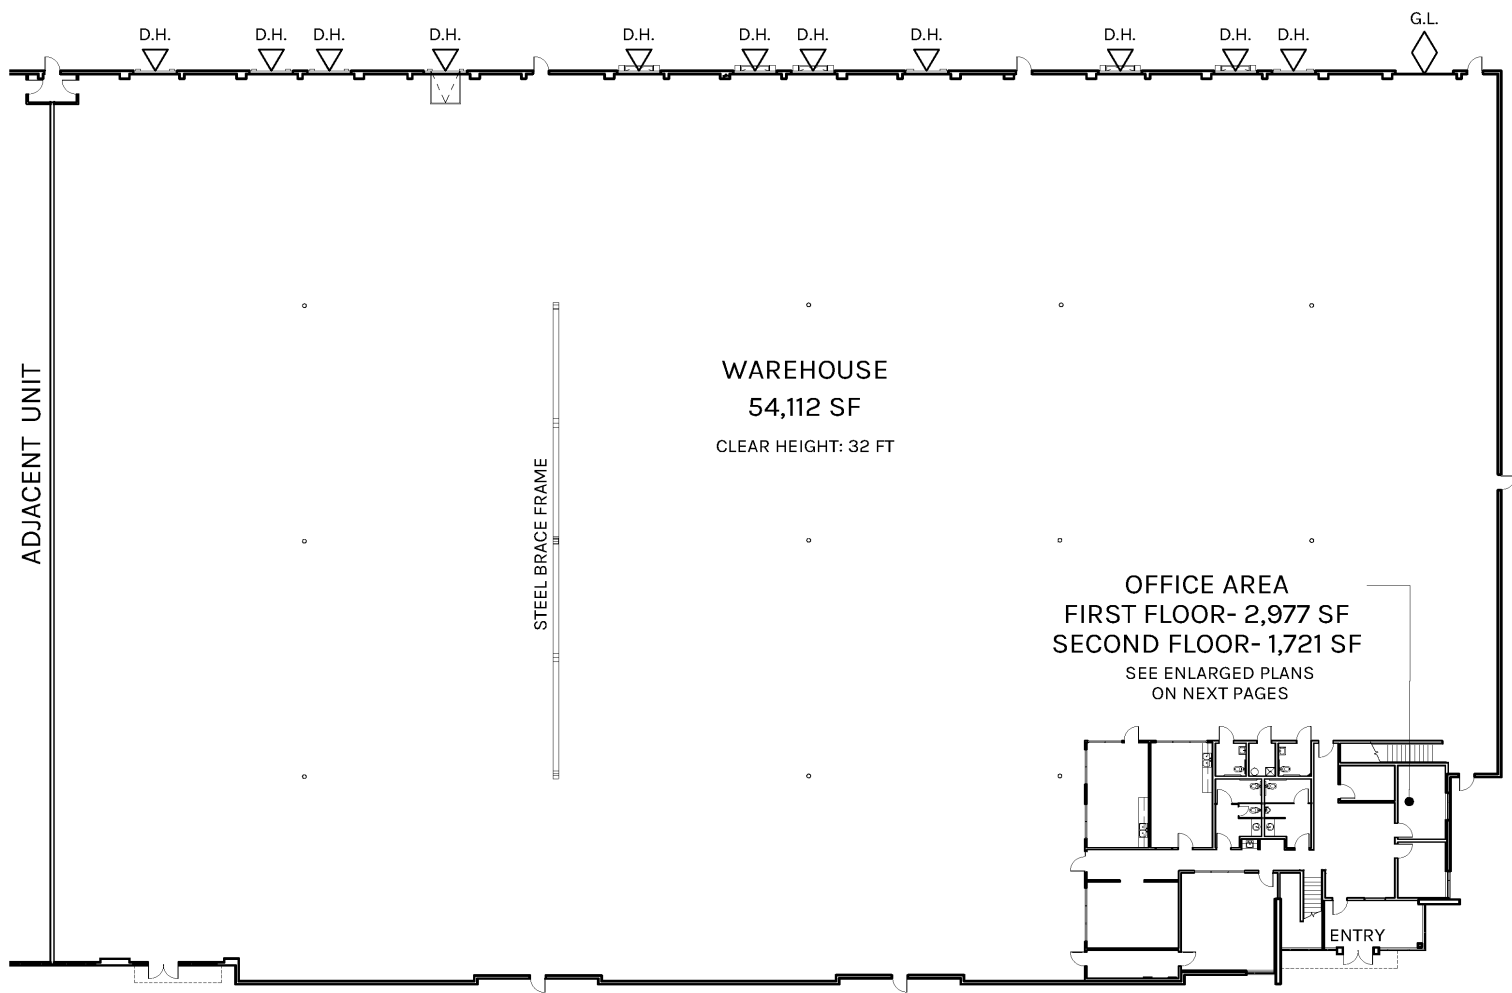 G.L.
D.H. D.H. D.H. D.H. D.H. D.H. D.H. D.H. D.H. D.H. D.H.
WAREHOUSE
54,112 SF
CLEAR HEIGHT: 32 FT
ADJACENT UNIT
STEEL BRACE FRAME
OFFICE AREA
FIRST FLOOR- 2,977 SF
SECOND FLOOR- 1,721 SF
SEE ENLARGED PLANS
ON NEXT PAGES
ENTRY